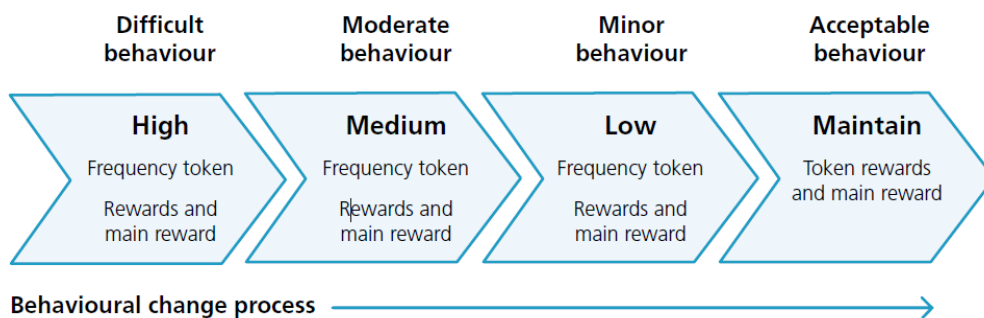 Difficult
behaviour
Moderate
behaviour
Minor
behaviour
Acceptable
behaviour
High
Frequency token
Rewards and
main reward
Medium
Frequency token
Rewards and
main reward
Low
Frequency token
Rewards and
main reward
Maintain
Token rewards
and main reward
Behavioural change process